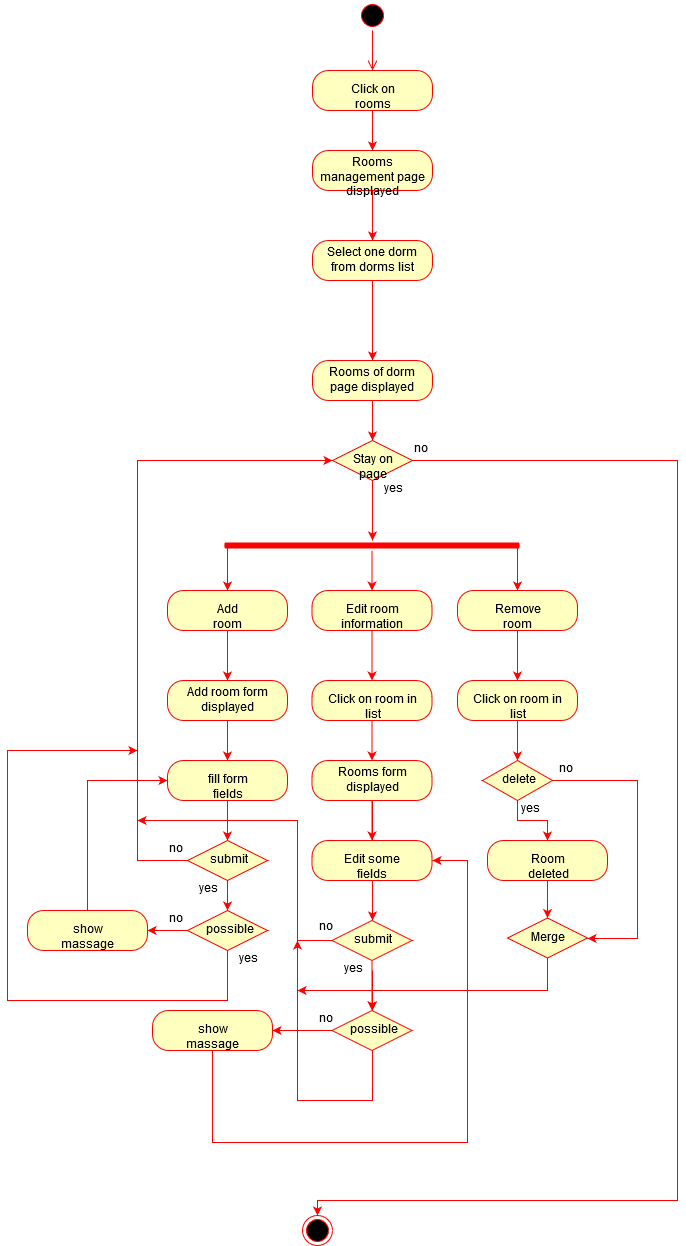 Click on
rooms
Rooms
management page
displayed
Select one dorm
from dorms list
Rooms of dorm
page displayed
Stay on
page
no
yes
Add
room
Edit room
information
Remove
room
Add room form
displayed
Click on room in
list
Click on room in
list
fill form
fields
Rooms form
displayed
delete
no
yes
no
submit
yes
Edit some
fields
Room
deleted
show
massage
no
possible
yes
no
submit
yes
Merge
show
massage
no
possible